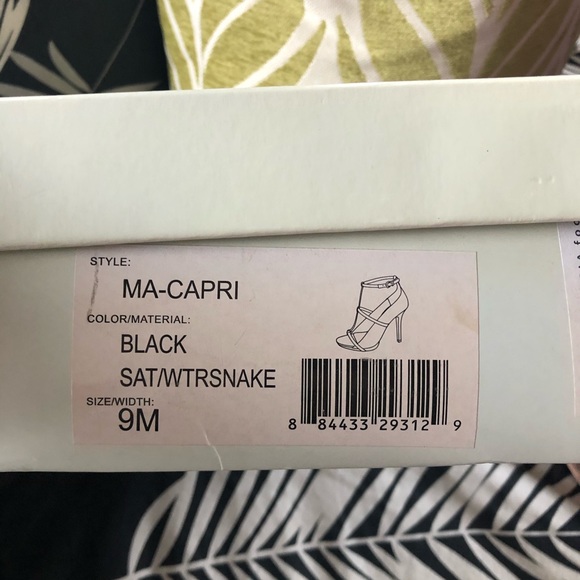 STYLE:
MA-CAPRI
COLOR/MATERIAL:
BLACK
SAT/WTRSNAKE
SIZE/WIDTH:
9M
8 84433 29312 9